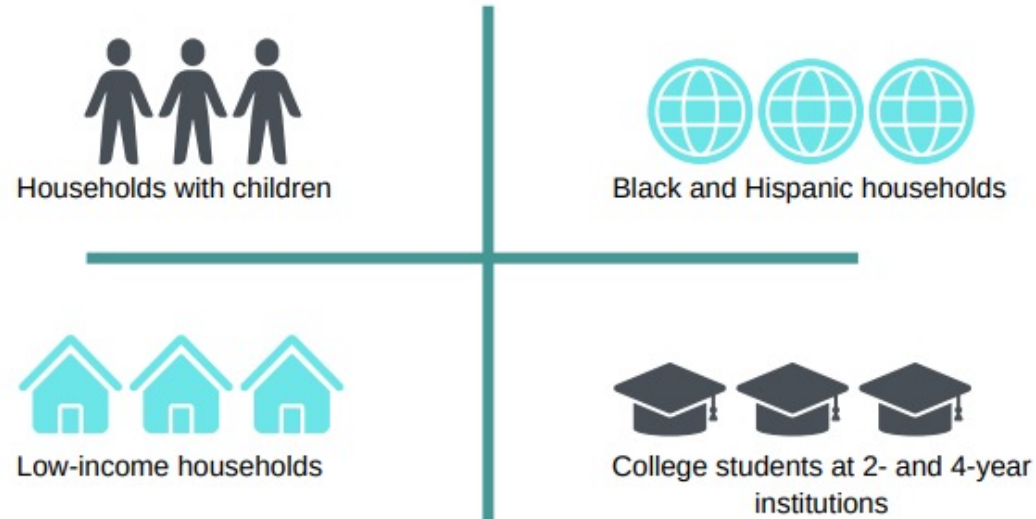 Households with children
Black and Hispanic households
Low-income households
College students at 2- and 4-year
institutions